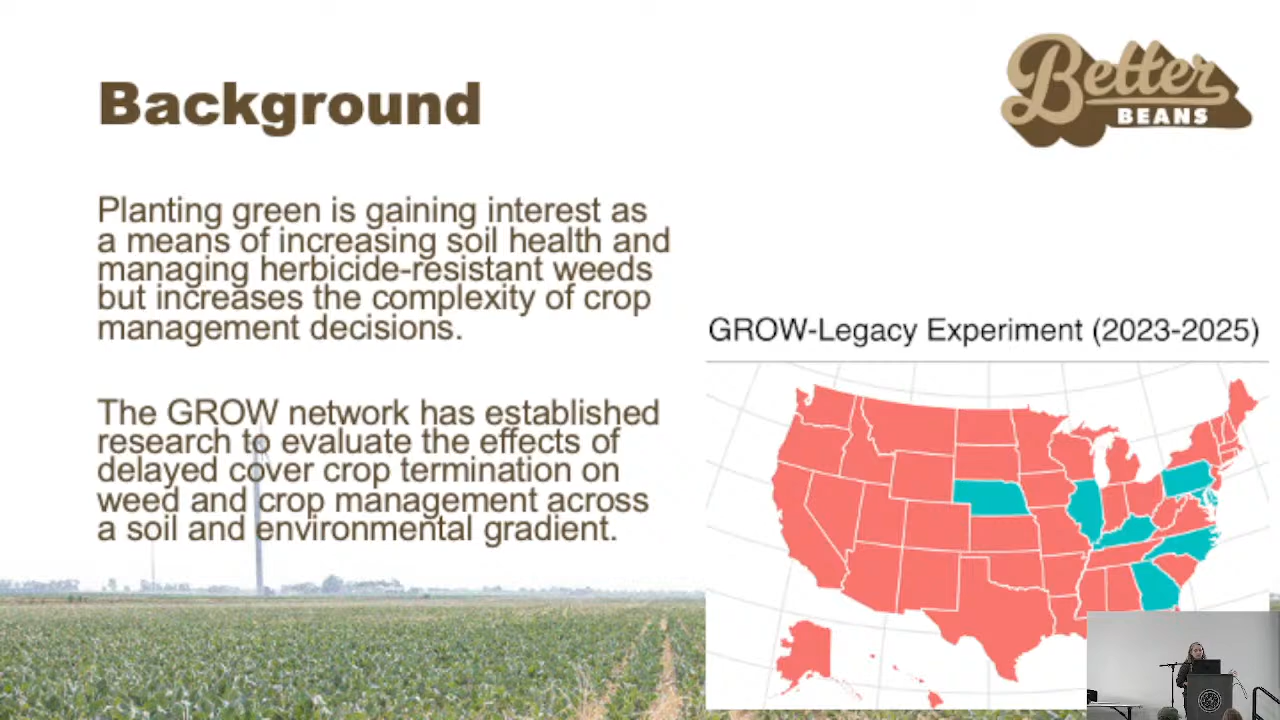 Better
BEANS
Background
Planting green is gaining interest as
a means of increasing soil health and
managing herbicide-resistant weeds
but increases the complexity of crop
management decisions.
The GROW network has established
research to evaluate the effects of
delayed cover crop termination on
weed and crop management across
a soil and environmental gradient.
GROW-Legacy Experiment (2023-2025)